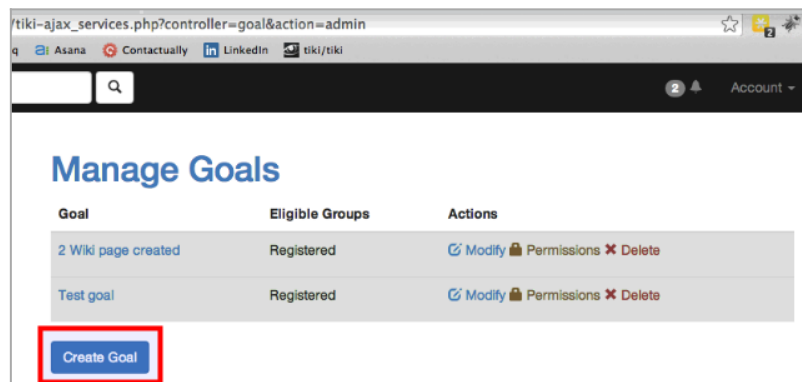 /tiki-ajax_services.php?controller=goal&action=admin
q Asana Contactually LinkedIn tiki/tiki
2 Account
Manage Goals
Goal Eligible Groups Actions
2 Wiki page created Registered Modify Permissions Delete
Test goal Registered Modify Permissions Delete
Create Goal